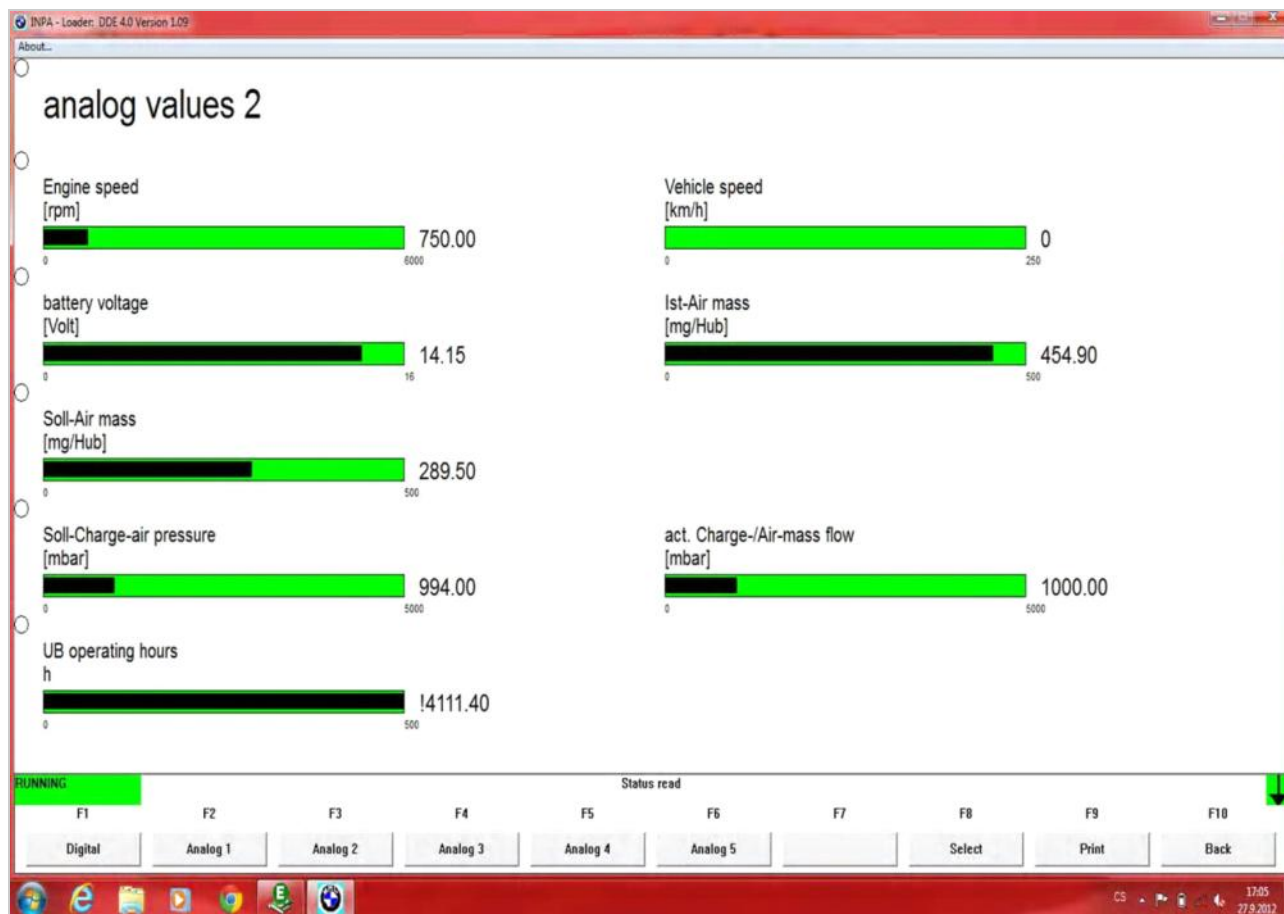 INPA - Loader: DDE 4.0 Version 1.09
About...
analog values 2
Engine speed
[rpm]
750.00
0 6000
Vehicle speed
[km/h]
0
0 250
battery voltage
[Volt]
14.15
0 16
Ist-Air mass
[mg/Hub]
454.90
0 500
Soll-Air mass
[mg/Hub]
289.50
0 500
Soll-Charge-air pressure
[mbar]
994.00
0 5000
act. Charge-/Air-mass flow
[mbar]
1000.00
0 5000
UB operating hours
h
!4111.40
0 500
RUNNING Status read
F1 F2 F3 F4 F5 F6 F7 F8 F9 F10
Digital Analog 1 Analog 2 Analog 3 Analog 4 Analog 5 Select Print Back
CS 17:05
27.9.2012